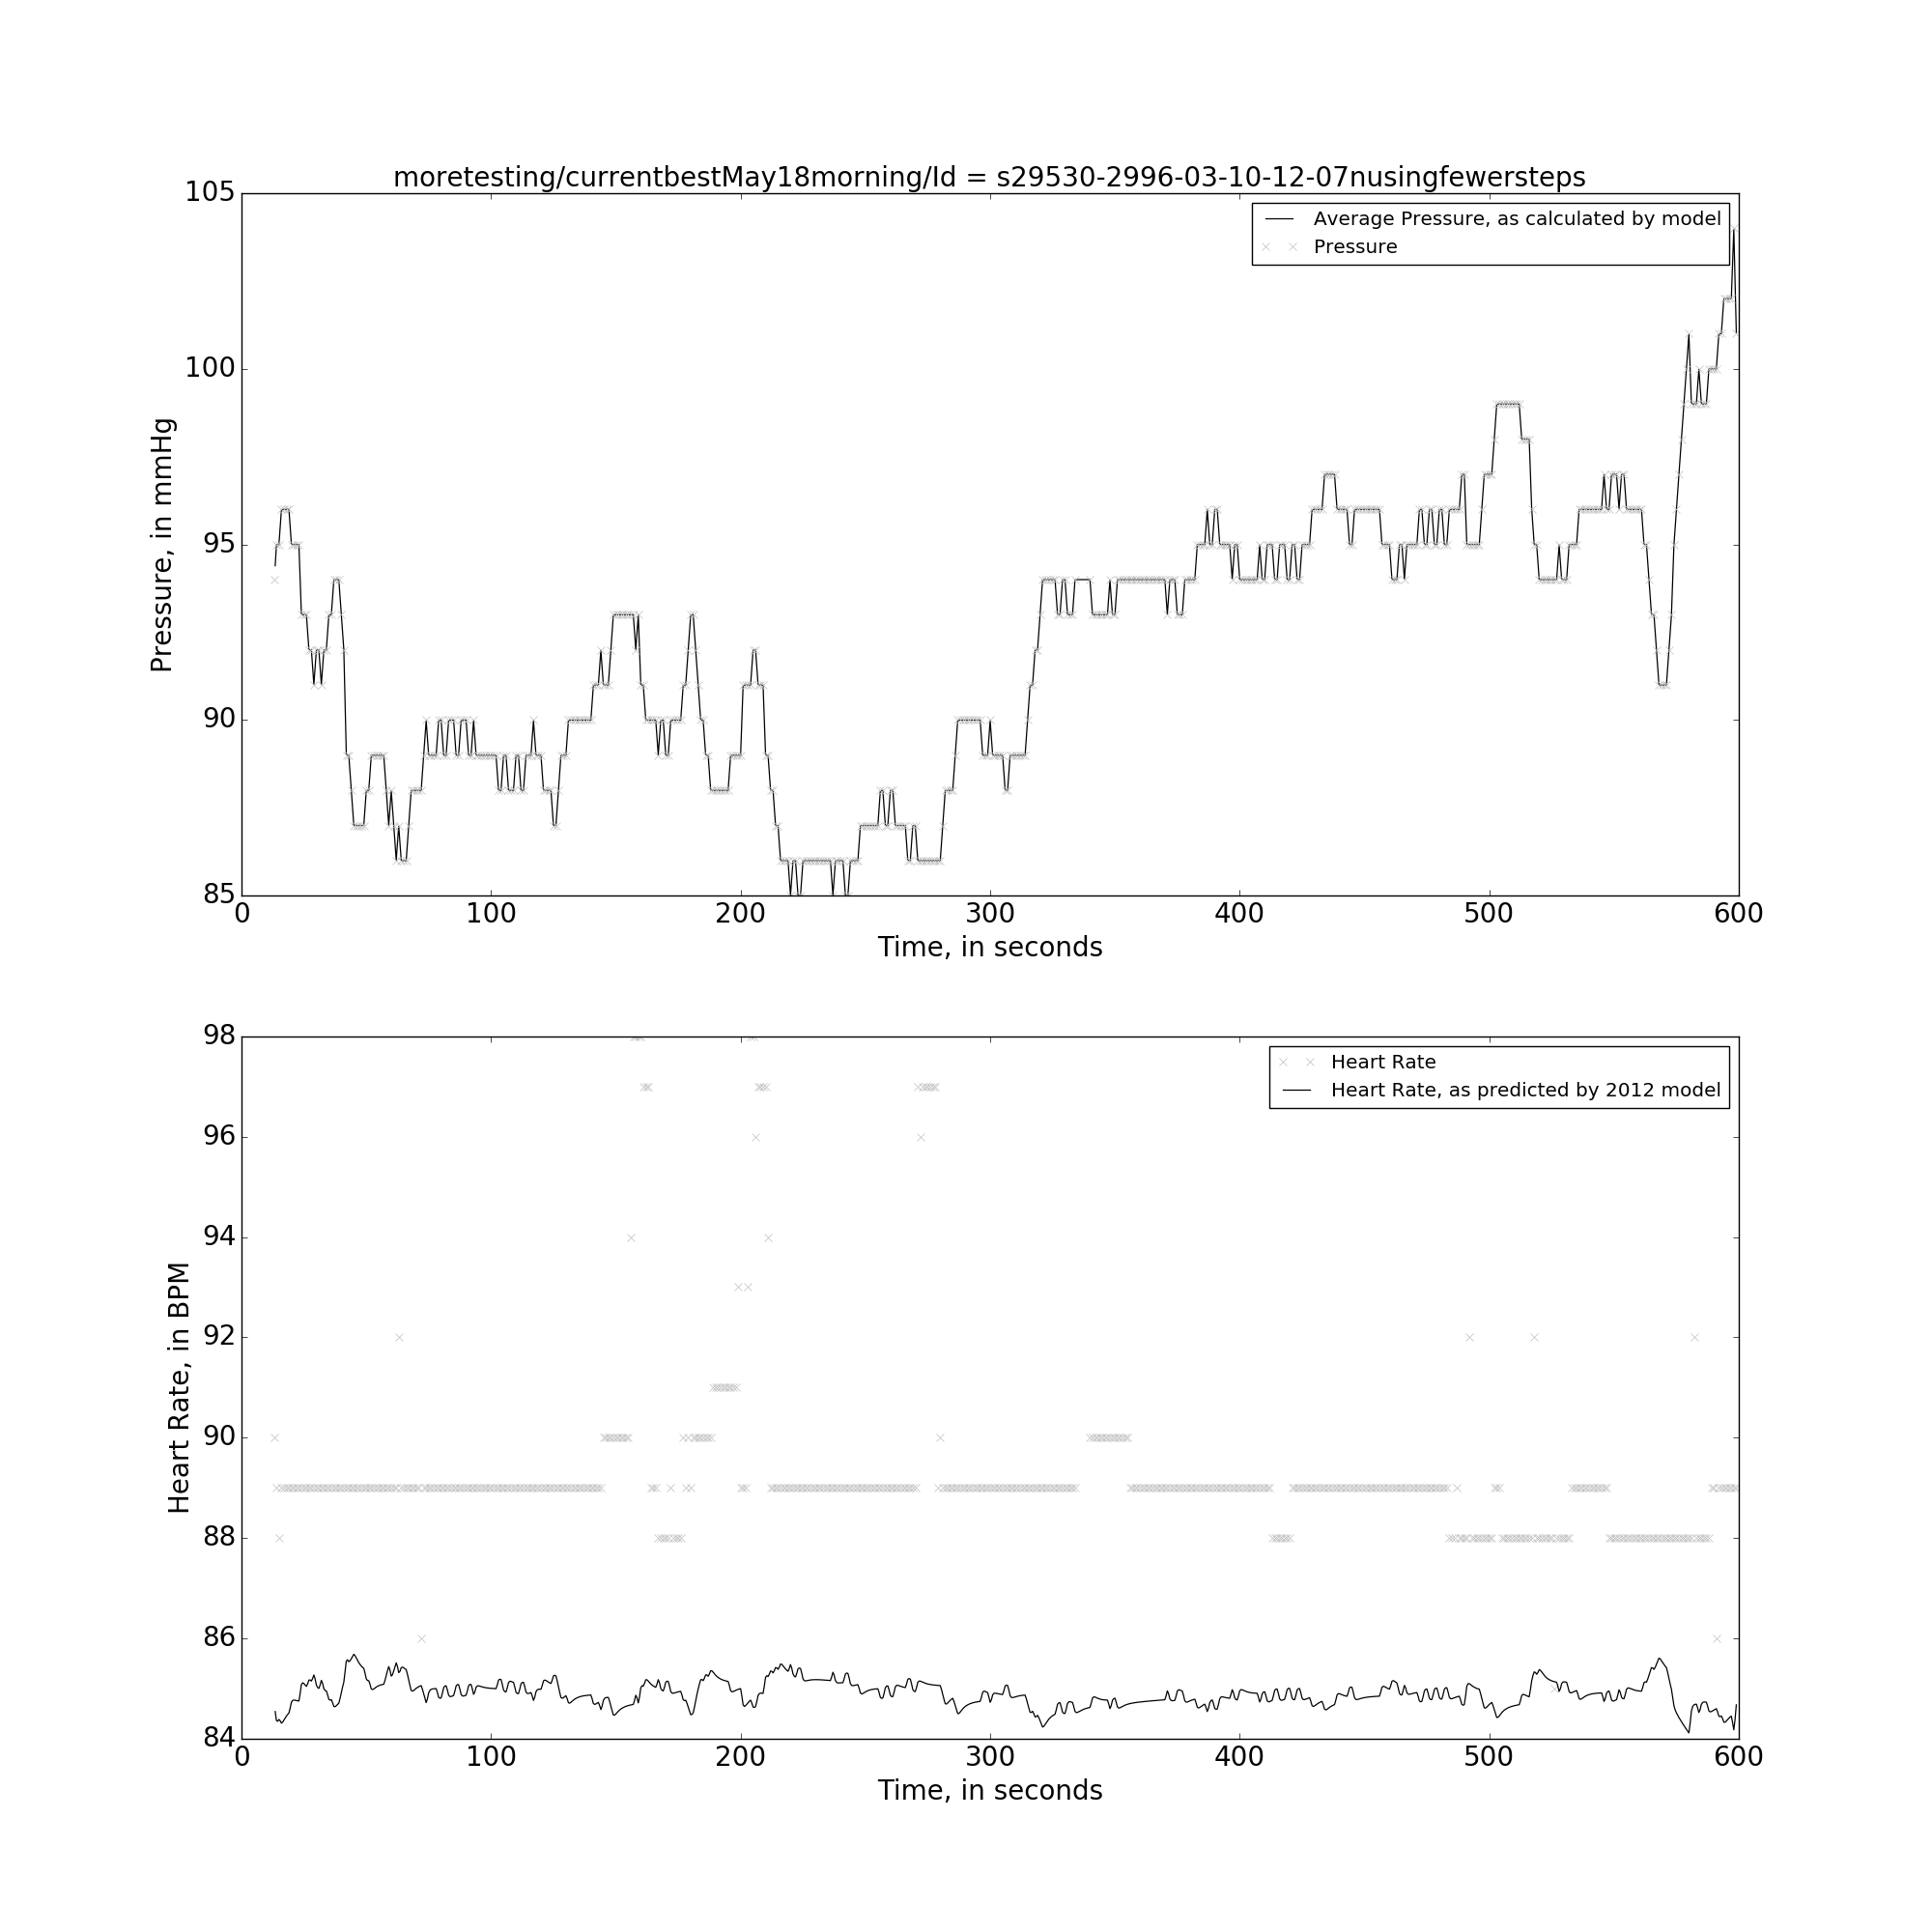 moretesting/currentbestMay18morning/Id = s29530-2996-03-10-12-07nusingfewersteps
105
100
95
90
85
Pressure, in mmHg
Average Pressure, as calculated by model
Pressure
0 100 200 300 400 500 600
Time, in seconds
98
96
94
92
90
88
86
84
Heart Rate, in BPM
Heart Rate
Heart Rate, as predicted by 2012 model
0 100 200 300 400 500 600
Time, in seconds